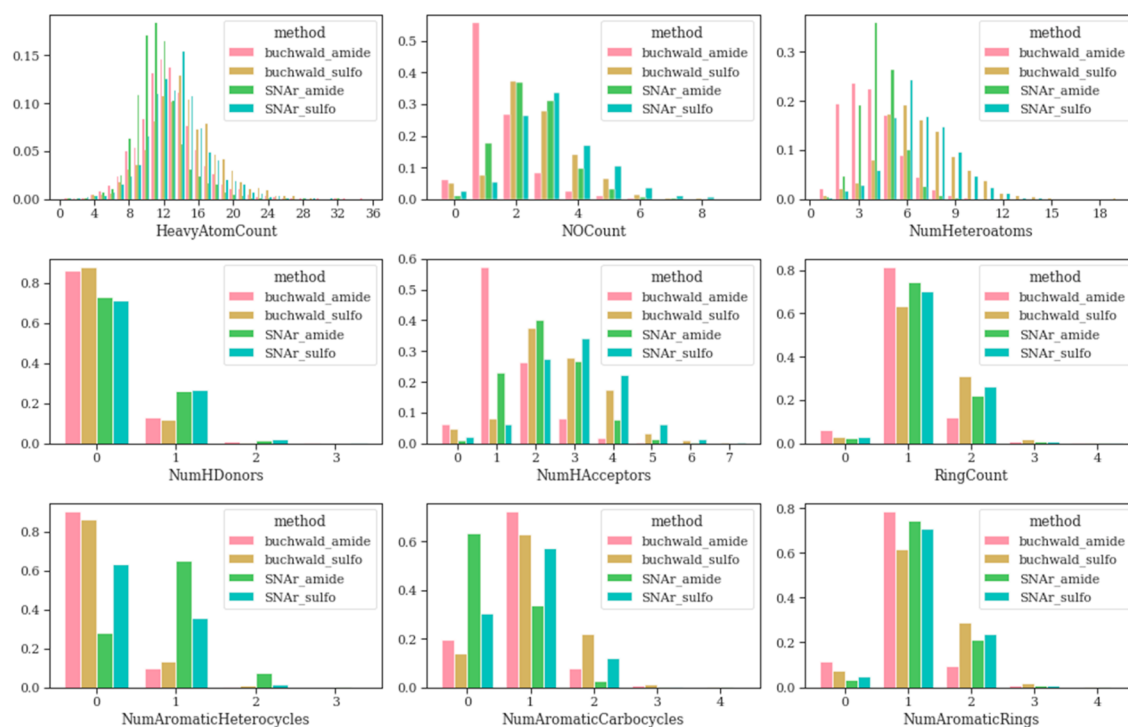 method
buchwald_amide
buchwald_sulfo
SNAr_amide
SNAr_sulfo
0.15
0.10
0.05
0.00
0 4 8 12 16 20 24 28 32 36
HeavyAtomCount
method
buchwald_amide
buchwald_sulfo
SNAr_amide
SNAr_sulfo
0.5
0.4
0.3
0.2
0.1
0.0
0 2 4 6 8
NOCount
method
buchwald_amide
buchwald_sulfo
SNAr_amide
SNAr_sulfo
0.3
0.2
0.1
0.0
0 3 6 9 12 15 18
NumHeteroatoms
method
buchwald_amide
buchwald_sulfo
SNAr_amide
SNAr_sulfo
0.8
0.6
0.4
0.2
0.0
0 1 2 3
NumHDonors
method
buchwald_amide
buchwald_sulfo
SNAr_amide
SNAr_sulfo
0.6
0.5
0.4
0.3
0.2
0.1
0.0
0 1 2 3 4 5 6 7
NumHAcceptors
method
buchwald_amide
buchwald_sulfo
SNAr_amide
SNAr_sulfo
0.8
0.6
0.4
0.2
0.0
0 1 2 3 4
RingCount
method
buchwald_amide
buchwald_sulfo
SNAr_amide
SNAr_sulfo
0.8
0.6
0.4
0.2
0.0
0 1 2 3
NumAromaticHeterocycles
method
buchwald_amide
buchwald_sulfo
SNAr_amide
SNAr_sulfo
0.6
0.4
0.2
0.0
0 1 2 3 4
NumAromaticCarbocycles
method
buchwald_amide
buchwald_sulfo
SNAr_amide
SNAr_sulfo
0.8
0.6
0.4
0.2
0.0
0 1 2 3 4
NumAromaticRings